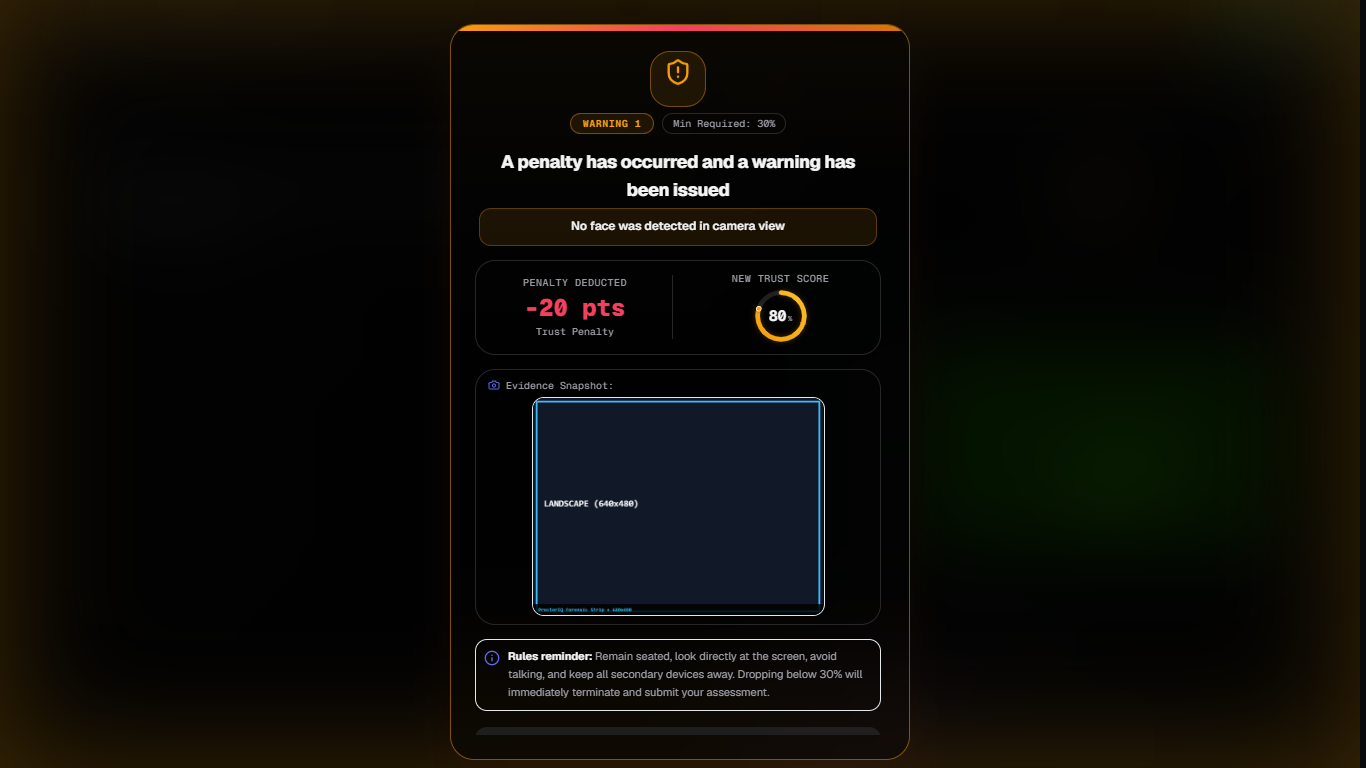 WARNING 1
Min Required: 30%
A penalty has occurred and a warning has
been issued
No face was detected in camera view
PENALTY DEDUCTED
-20 pts
Trust Penalty
NEW TRUST SCORE
80%
Evidence Snapshot:
LANDSCAPE (640x480)
Rules reminder: Remain seated, look directly at the screen, avoid
talking, and keep all secondary devices away. Dropping below 30% will
immediately terminate and submit your assessment.